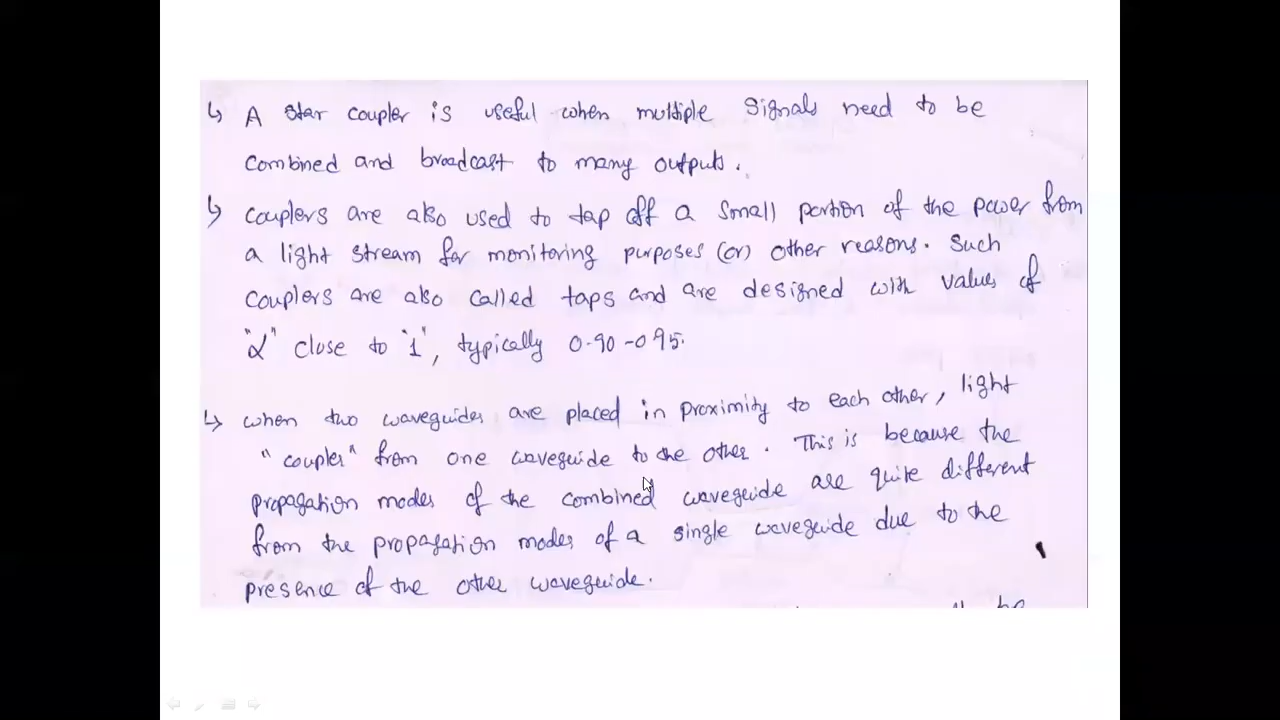 ↳ A star coupler is useful when multiple signals need to be
combined and broadcast to many outputs.
↳ Couplers are also used to tap off a small portion of the power from
a light stream for monitoring purposes (or) other reasons. Such
couplers are also called taps and are designed with values of
"α" close to '1', typically 0.90-0.95.
↳ When two waveguides are placed in proximity to each other, light
"coupler" from one waveguide to the other. This is because the
propagation modes of the combined waveguide are quite different
from the propagation modes of a single waveguide due to the
presence of the other waveguide.